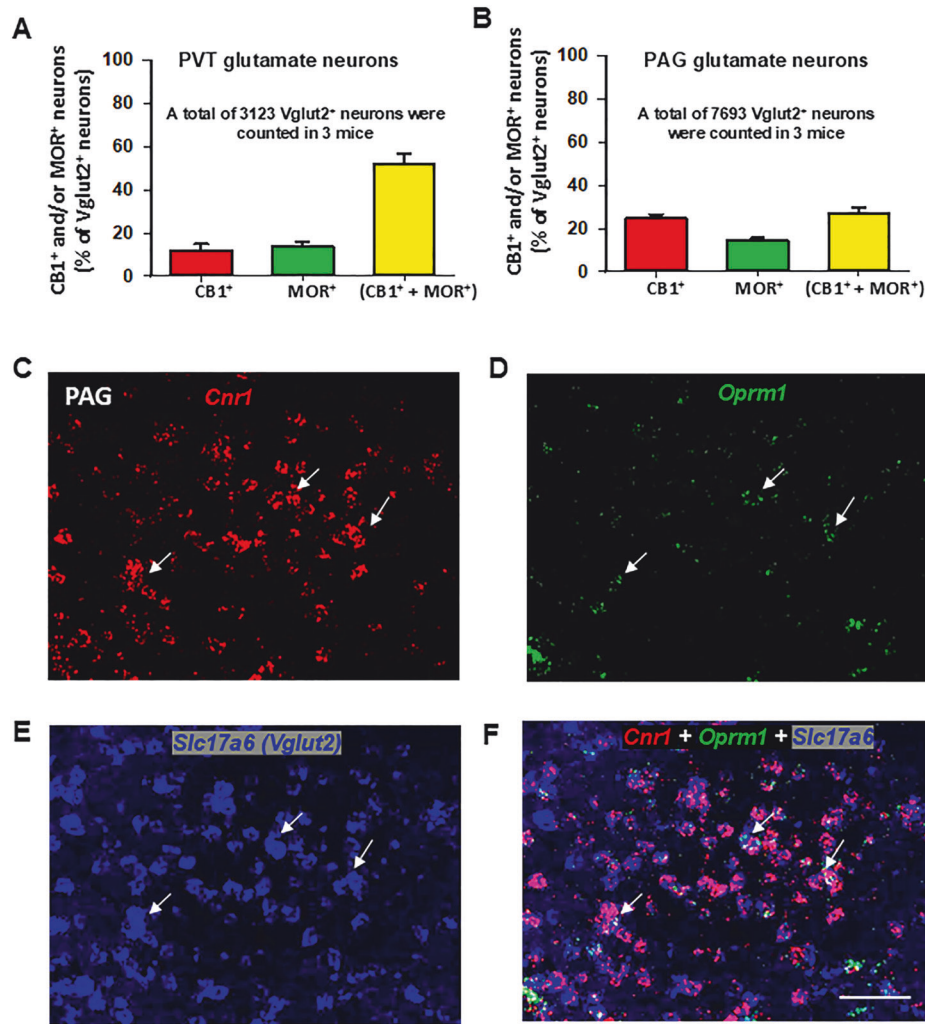 A
CB1⁺ and/or MOR⁺ neurons
(% of Vglut2⁺ neurons)
100
80
60
40
20
0
PVT glutamate neurons
A total of 3123 Vglut2⁺ neurons were
counted in 3 mice
CB1⁺ MOR⁺ (CB1⁺ + MOR⁺)
B
CB1⁺ and/or MOR⁺ neurons
(% of Vglut2⁺ neurons)
100
80
60
40
20
0
PAG glutamate neurons
A total of 7693 Vglut2⁺ neurons
were counted in 3 mice
CB1⁺ MOR⁺ (CB1⁺ + MOR⁺)
C
PAG
Cnr1
D
Oprm1
E
Slc17a6 (Vglut2)
F
Cnr1 + Oprm1 + Slc17a6